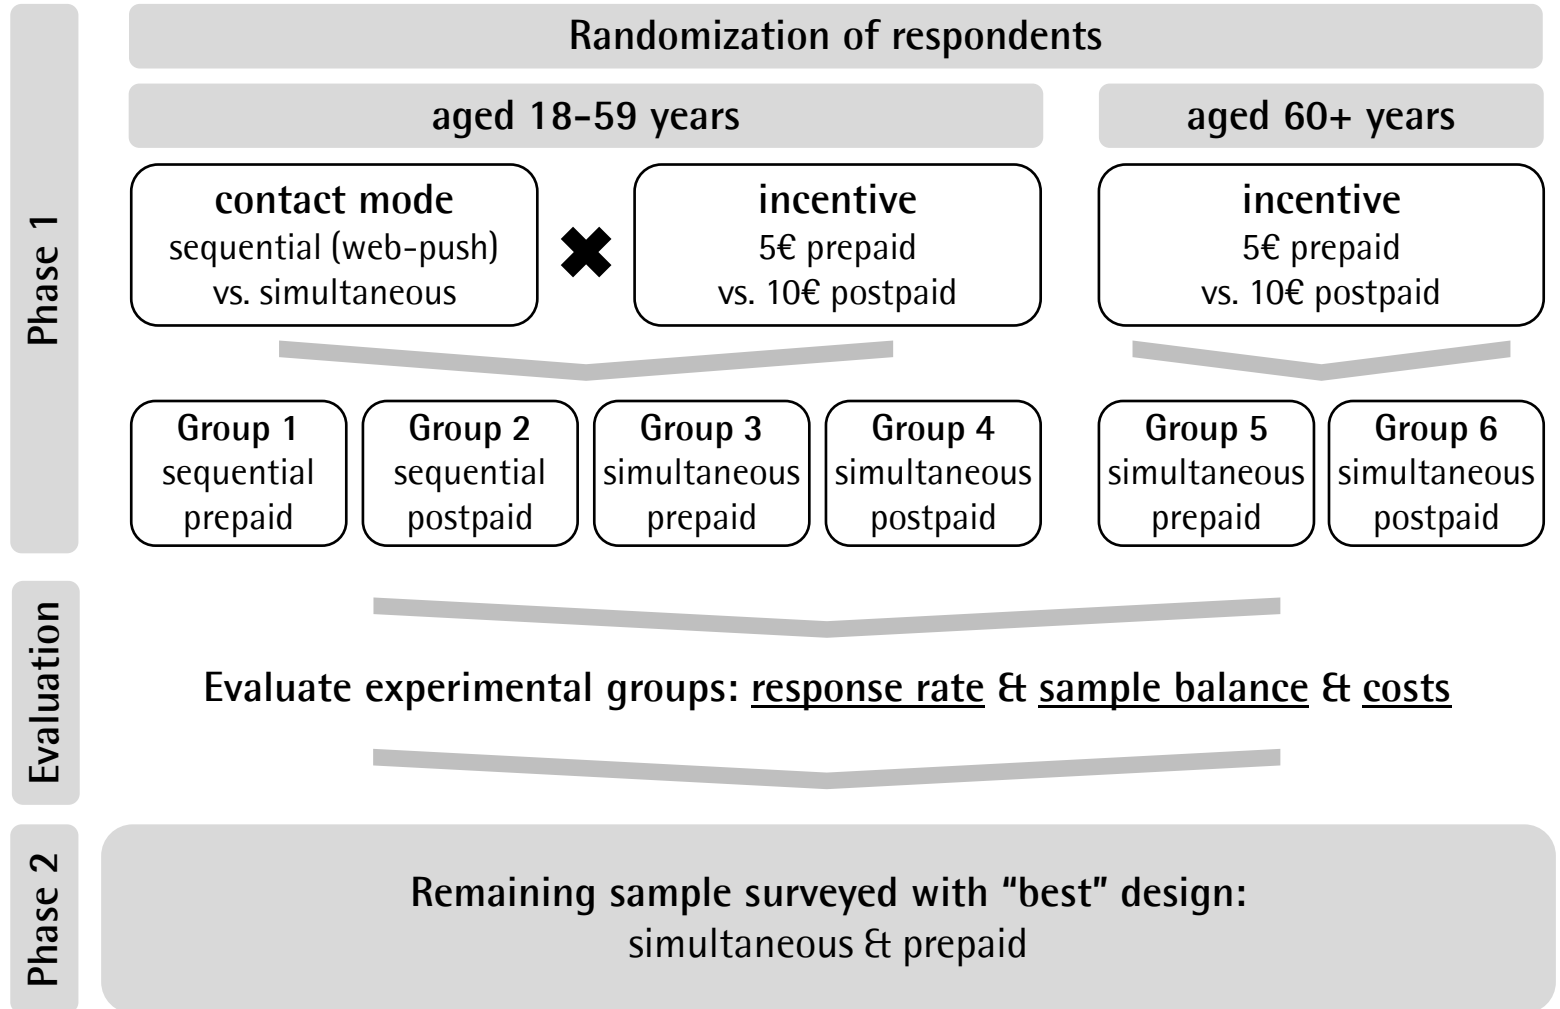 Phase 1
Randomization of respondents
aged 18-59 years
aged 60+ years
contact mode
sequential (web-push)
vs. simultaneous
✖
incentive
5€ prepaid
vs. 10€ postpaid
incentive
5€ prepaid
vs. 10€ postpaid
Group 1
sequential
prepaid
Group 2
sequential
postpaid
Group 3
simultaneous
prepaid
Group 4
simultaneous
postpaid
Group 5
simultaneous
prepaid
Group 6
simultaneous
postpaid
Evaluation
Evaluate experimental groups: response rate & sample balance & costs
Phase 2
Remaining sample surveyed with “best” design:
simultaneous & prepaid